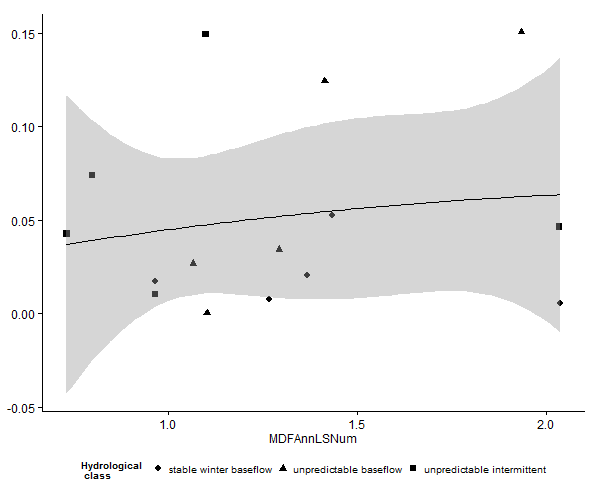 0.15
0.10
0.05
0.00
-0.05
1.0 1.5 2.0
MDFAnnLSNum
Hydrological
class
stable winter baseflow unpredictable baseflow unpredictable intermittent